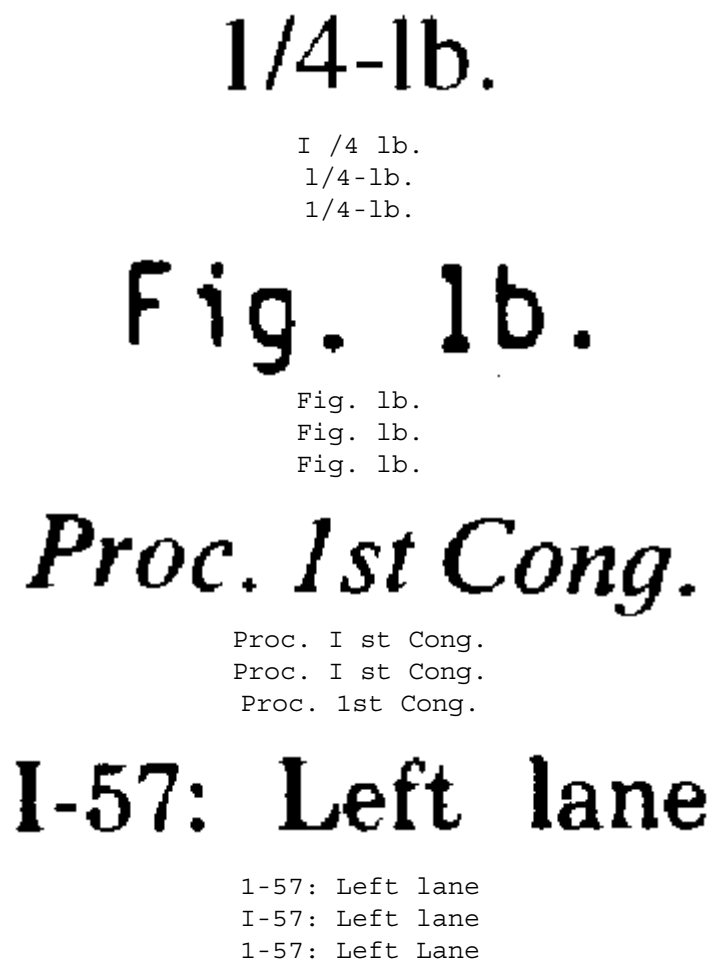 1/4-lb.
I /4 lb.
l/4-lb.
1/4-lb.
Fig. 1b.
Fig. lb.
Fig. lb.
Fig. lb.
Proc. 1st Cong.
Proc. I st Cong.
Proc. I st Cong.
Proc. 1st Cong.
I-57: Left lane
1-57: Left lane
I-57: Left lane
1-57: Left Lane